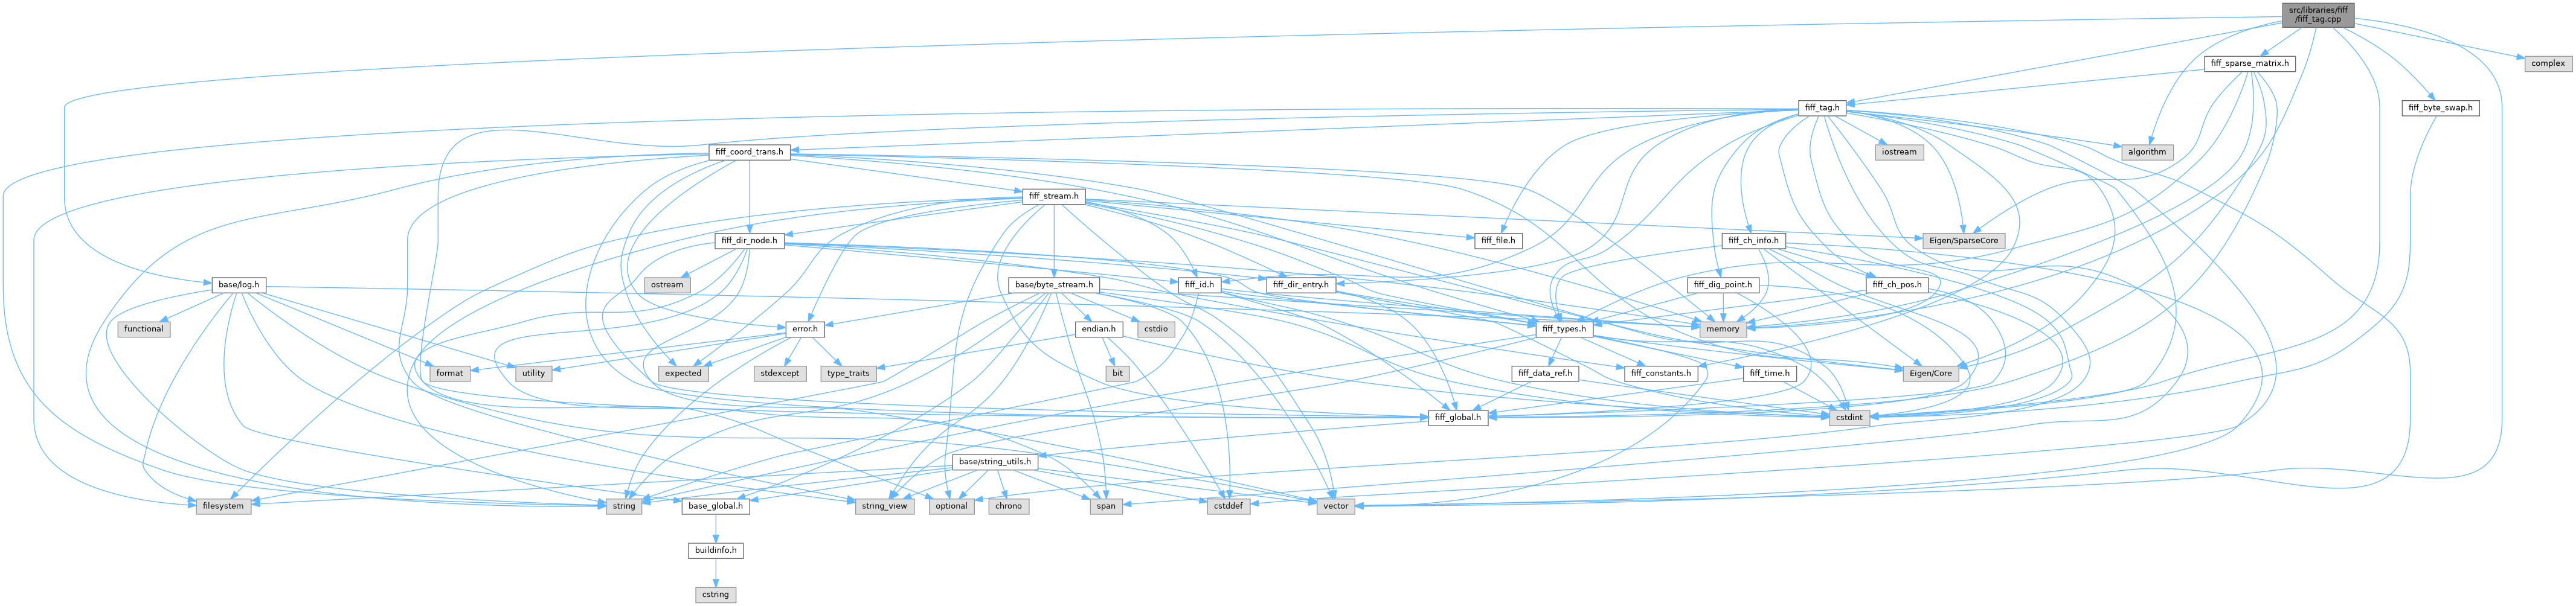 src/libraries/fiff
/fiff_tag.cpp
complex
fiff_sparse_matrix.h
fiff_tag.h
fiff_byte_swap.h
fiff_coord_trans.h
iostream
algorithm
fiff_stream.h
fiff_dir_node.h
fiff_file.h
fiff_ch_info.h
Eigen/SparseCore
base/log.h
ostream
base/byte_stream.h
fiff_id.h
fiff_dir_entry.h
fiff_dig_point.h
fiff_ch_pos.h
functional
error.h
endian.h
cstdio
fiff_types.h
memory
format
utility
expected
stdexcept
type_traits
bit
fiff_data_ref.h
fiff_constants.h
fiff_time.h
Eigen/Core
fiff_global.h
cstdint
base/string_utils.h
filesystem
string
base_global.h
string_view
optional
chrono
span
cstddef
vector
buildinfo.h
cstring